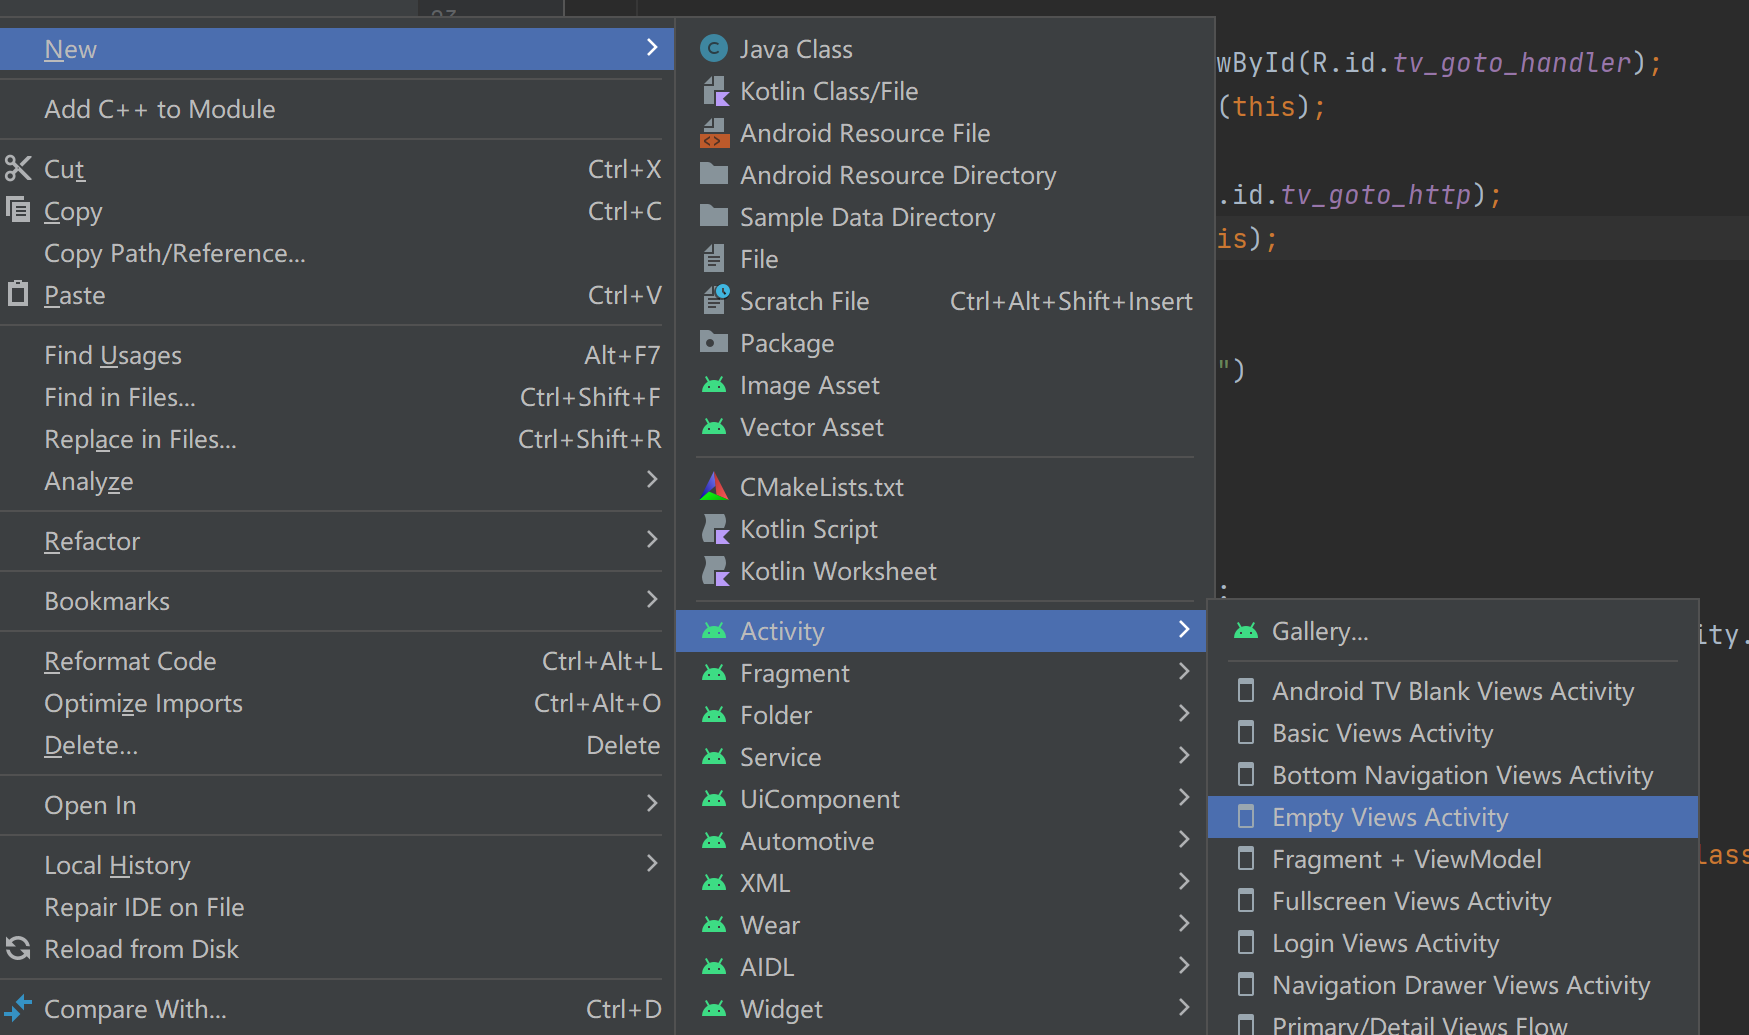 New
Add C++ to Module
Cut Ctrl+X
Copy Ctrl+C
Copy Path/Reference...
Paste Ctrl+V
Find Usages Alt+F7
Find in Files... Ctrl+Shift+F
Replace in Files... Ctrl+Shift+R
Analyze
Refactor
Bookmarks
Reformat Code Ctrl+Alt+L
Optimize Imports Ctrl+Alt+O
Delete... Delete
Open In
Local History
Repair IDE on File
Reload from Disk
Compare With... Ctrl+D
Java Class
Kotlin Class/File
Android Resource File
Android Resource Directory
Sample Data Directory
File
Scratch File Ctrl+Alt+Shift+Insert
Package
Image Asset
Vector Asset
CMakeLists.txt
Kotlin Script
Kotlin Worksheet
Activity
Fragment
Folder
Service
UiComponent
Automotive
XML
Wear
AIDL
Widget
Gallery...
Android TV Blank Views Activity
Basic Views Activity
Bottom Navigation Views Activity
Empty Views Activity
Fragment + ViewModel
Fullscreen Views Activity
Login Views Activity
Navigation Drawer Views Activity
Primary/Detail Views Flow
wById(R.id.tv_goto_handler);
(this);
.id.tv_goto_http);
is);
")
:
ity.
lass